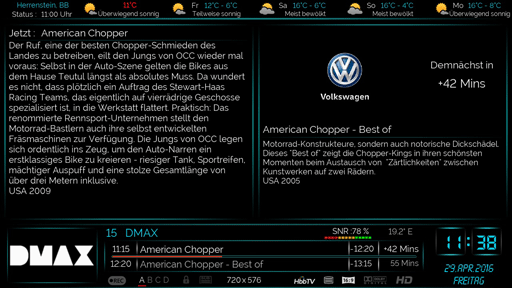 Herrenstein. BB
Status : 11:00 Uhr
11°C
Überwiegend sonnig
Fr 12°C - 6°C
Teilweise sonnig
Sa 16°C - 6°C
Meist bewölkt
So 16°C - 4°C
Meist bewölkt
Mo 16°C - 8°C
Überwiegend sonnig
Jetzt : American Chopper
Der Ruf, eine der besten Chopper-Schmieden des
Landes zu betreiben, eilt den Jungs von OCC wieder mal
voraus: Selbst in der Auto-Szene gelten die Bikes aus
dem Hause Teutul längst als absolutes Muss. Da wundert
es nicht, dass plötzlich ein Auftrag des Stewart-Haas
Racing Teams, das eigentlich auf vierrädrige Geschosse
spezialisiert ist, in die Werkstatt flattert. Praktisch: Das
renommierte Rennsport-Unternehmen stellt den
Motorrad-Bastlern auch ihre selbst entwickelten
Fräsmaschinen zur Verfügung. Die Jungs von OCC legen
sich ordentlich ins Zeug, um den Auto-Narren ein
erstklassiges Bike zu kreieren - riesiger Tank, Sportreifen,
mächtiger Auspuff und eine stolze Gesamtlänge von
über drei Metern inklusive.
USA 2009
Volkswagen
Demnächst in
+42 Mins
American Chopper - Best of
Motorrad-Konstrukteure, sondern auch notorische Dickschädel.
Dieses "Best of" zeigt die Chopper-Kings in ihren schönsten
Momenten beim Austausch von "Zärtlichkeiten" zwischen
Kunstwerken auf zwei Rädern.
USA 2005
DMAX
15 DMAX
SNR :78 %
19.2° E
11:15 American Chopper -12:20 +42 Mins
12:20 American Chopper - Best of -13:15 55 Mins
REC A B C D 720 x 576 HbbTV HD
11:38
29.APR.2016
FREITAG